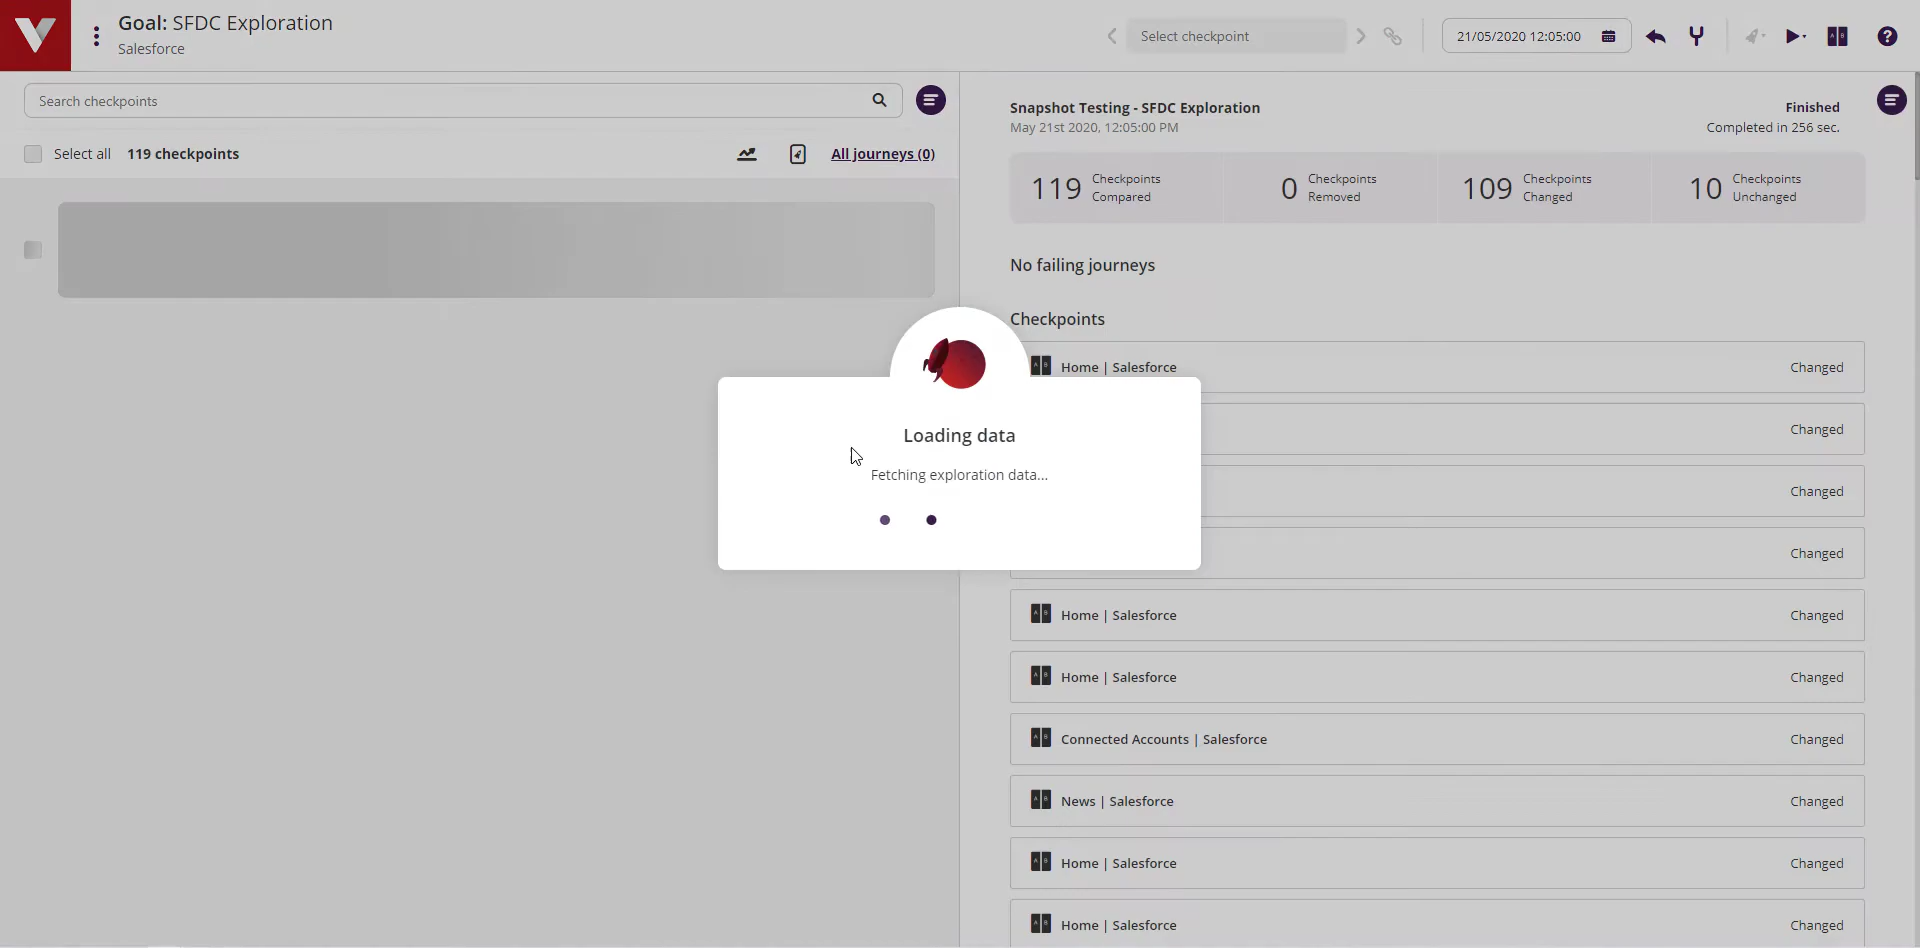 Goal: SFDC Exploration
Salesforce
Select checkpoint
21/05/2020 12:05:00
Search checkpoints
Select all 119 checkpoints
All journeys (0)
Snapshot Testing - SFDC Exploration
May 21st 2020, 12:05:00 PM
Finished
Completed in 256 sec.
119 Checkpoints Compared
0 Checkpoints Removed
109 Checkpoints Changed
10 Checkpoints Unchanged
No failing journeys
Checkpoints
Home | Salesforce Changed
Changed
Changed
Changed
Home | Salesforce Changed
Home | Salesforce Changed
Connected Accounts | Salesforce Changed
News | Salesforce Changed
Home | Salesforce Changed
Home | Salesforce Changed
Loading data
Fetching exploration data...